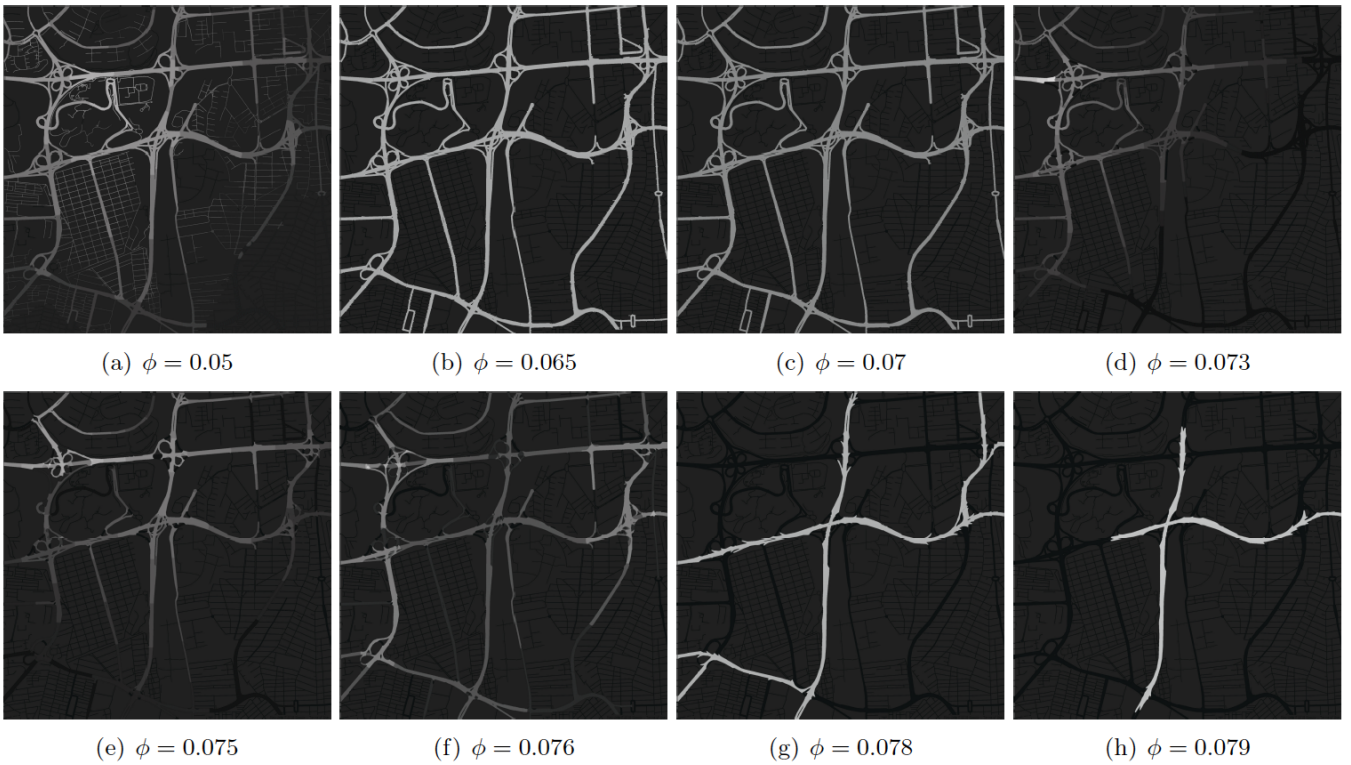 (a) ϕ = 0.05
(b) ϕ = 0.065
(c) ϕ = 0.07
(d) ϕ = 0.073
(e) ϕ = 0.075
(f) ϕ = 0.076
(g) ϕ = 0.078
(h) ϕ = 0.079